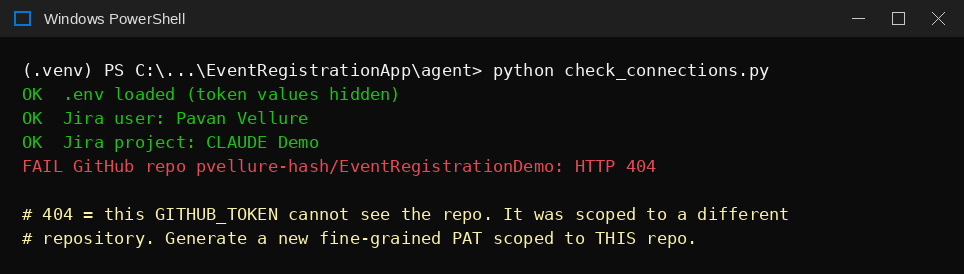 Windows PowerShell
(.venv) PS C:\...\EventRegistrationApp\agent> python check_connections.py
OK  .env loaded (token values hidden)
OK  Jira user: Pavan Vellure
OK  Jira project: CLAUDE Demo
FAIL GitHub repo pvellure-hash/EventRegistrationDemo: HTTP 404
# 404 = this GITHUB_TOKEN cannot see the repo. It was scoped to a different
# repository. Generate a new fine-grained PAT scoped to THIS repo.